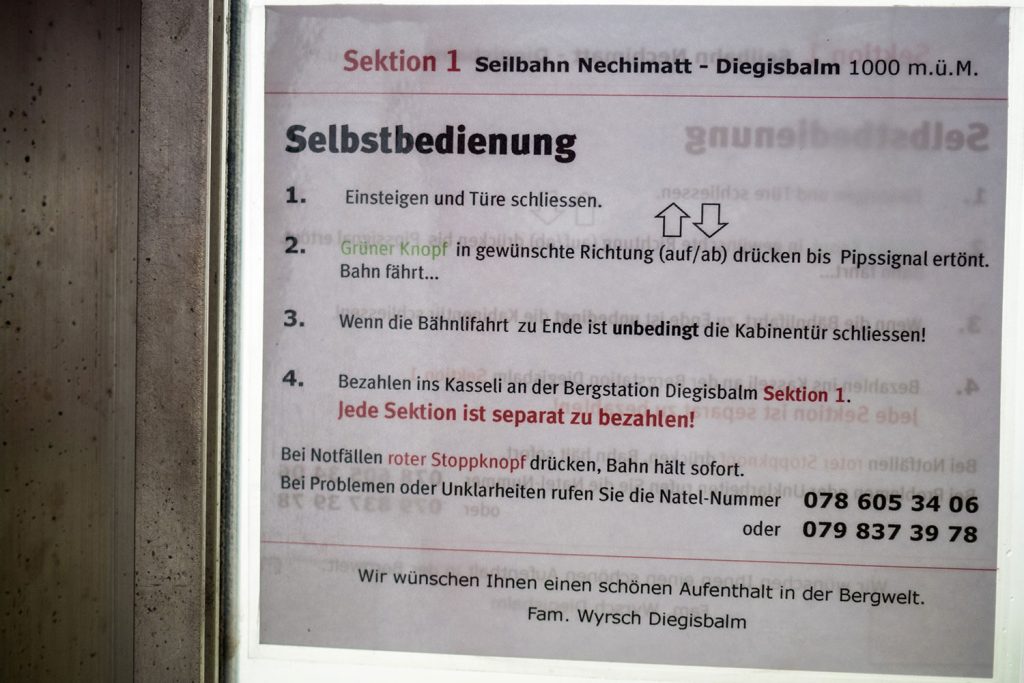 Sektion 1 Seilbahn Nechimatt - Diegisbalm 1000 m.ü.M.
Selbstbedienung
1. Einsteigen und Türe schliessen.
2. Grüner Knopf in gewünschte Richtung (auf/ab) drücken bis Pipssignal ertönt.
Bahn fährt...
3. Wenn die Bähnlifahrt zu Ende ist unbedingt die Kabinentür schliessen!
4. Bezahlen ins Kasseli an der Bergstation Diegisbalm Sektion 1.
Jede Sektion ist separat zu bezahlen!
Bei Notfällen roter Stoppknopf drücken, Bahn hält sofort.
Bei Problemen oder Unklarheiten rufen Sie die Natel-Nummer 078 605 34 06
oder 079 837 39 78
Wir wünschen Ihnen einen schönen Aufenthalt in der Bergwelt.
Fam. Wyrsch Diegisbalm